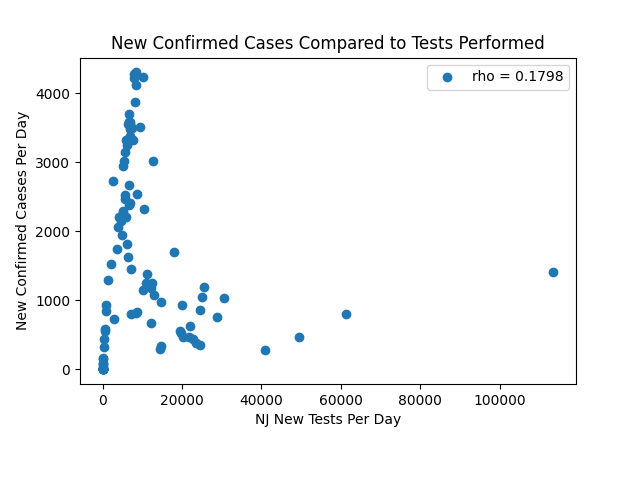 New Confirmed Cases Compared to Tests Performed
rho = 0.1798
New Confirmed Caeses Per Day
4000
3000
2000
1000
0
0 20000 40000 60000 80000 100000
NJ New Tests Per Day